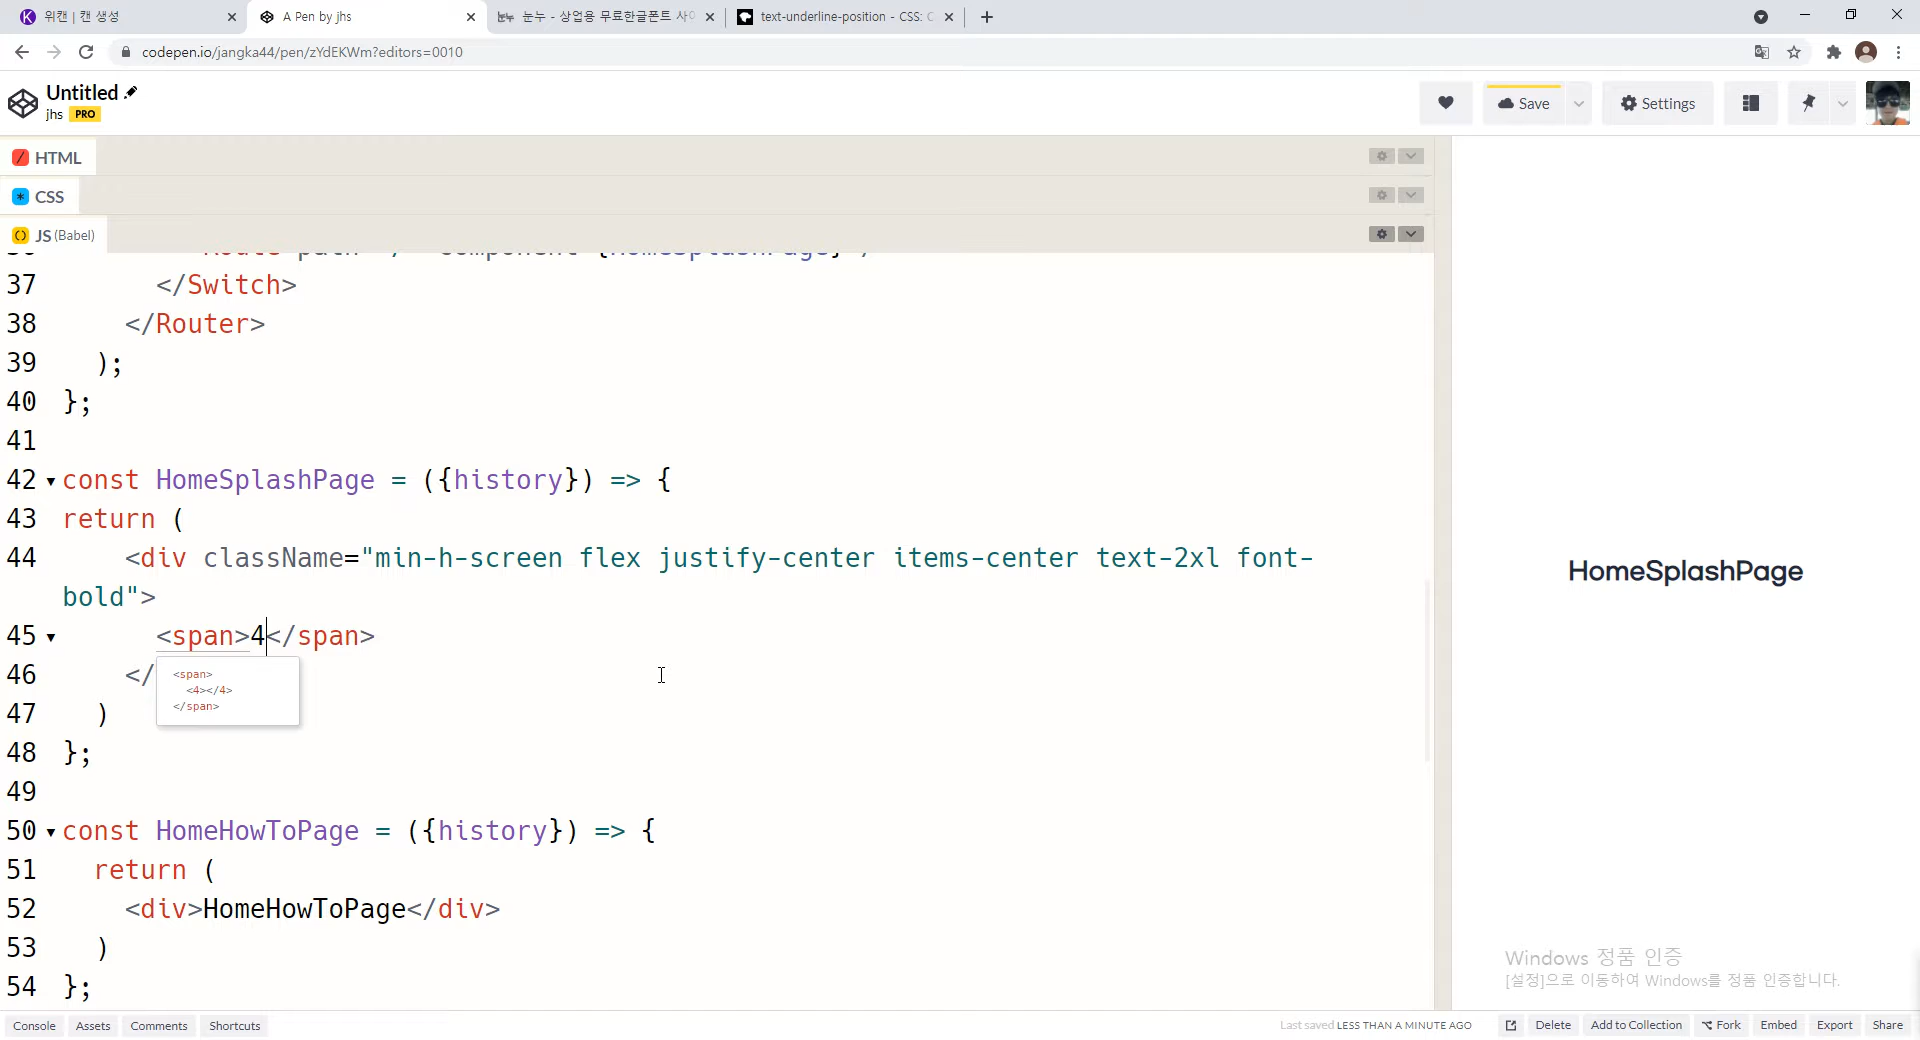 위캔 | 캔 생성
A Pen by jhs
눈누 눈누 - 상업용 무료한글폰트 사이
text-underline-position - CSS: C
codepen.io/jangka44/pen/zYdEKWm?editors=0010
Untitled
jhs PRO
Save
Settings
HTML
CSS
JS (Babel)
37 </Switch>
38 </Router>
39 );
40 };
41
42 const HomeSplashPage = ({history}) => {
43 return (
44 <div className="min-h-screen flex justify-center items-center text-2xl font-
bold">
45 <span>4</span>
46 </
<span>
<4></4>
</span>
47 )
48 };
49
50 const HomeHowToPage = ({history}) => {
51 return (
52 <div>HomeHowToPage</div>
53 )
54 };
HomeSplashPage
Windows 정품 인증
[설정]으로 이동하여 Windows를 정품 인증합니다.
Console Assets Comments Shortcuts
Last saved LESS THAN A MINUTE AGO
Delete Add to Collection Fork Embed Export Share